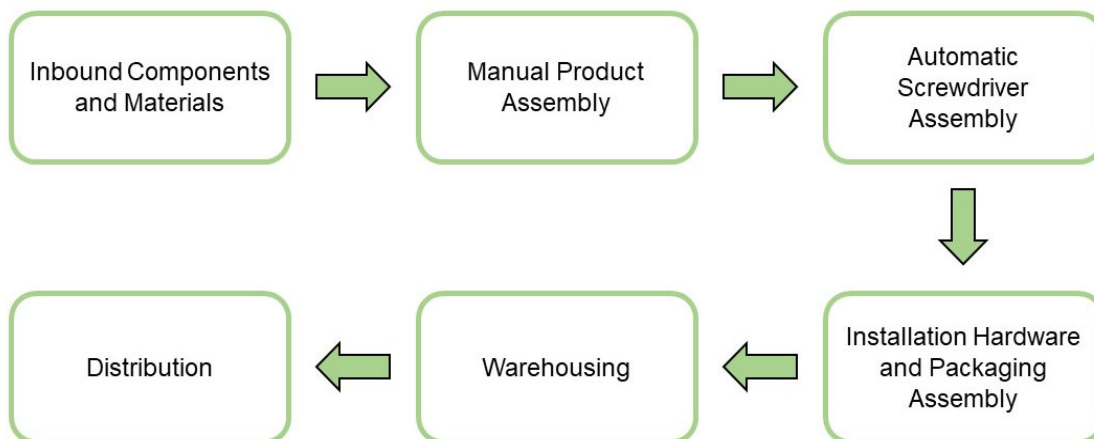 Inbound Components
and Materials
Manual Product
Assembly
Automatic
Screwdriver
Assembly
Installation Hardware
and Packaging
Assembly
Warehousing
Distribution